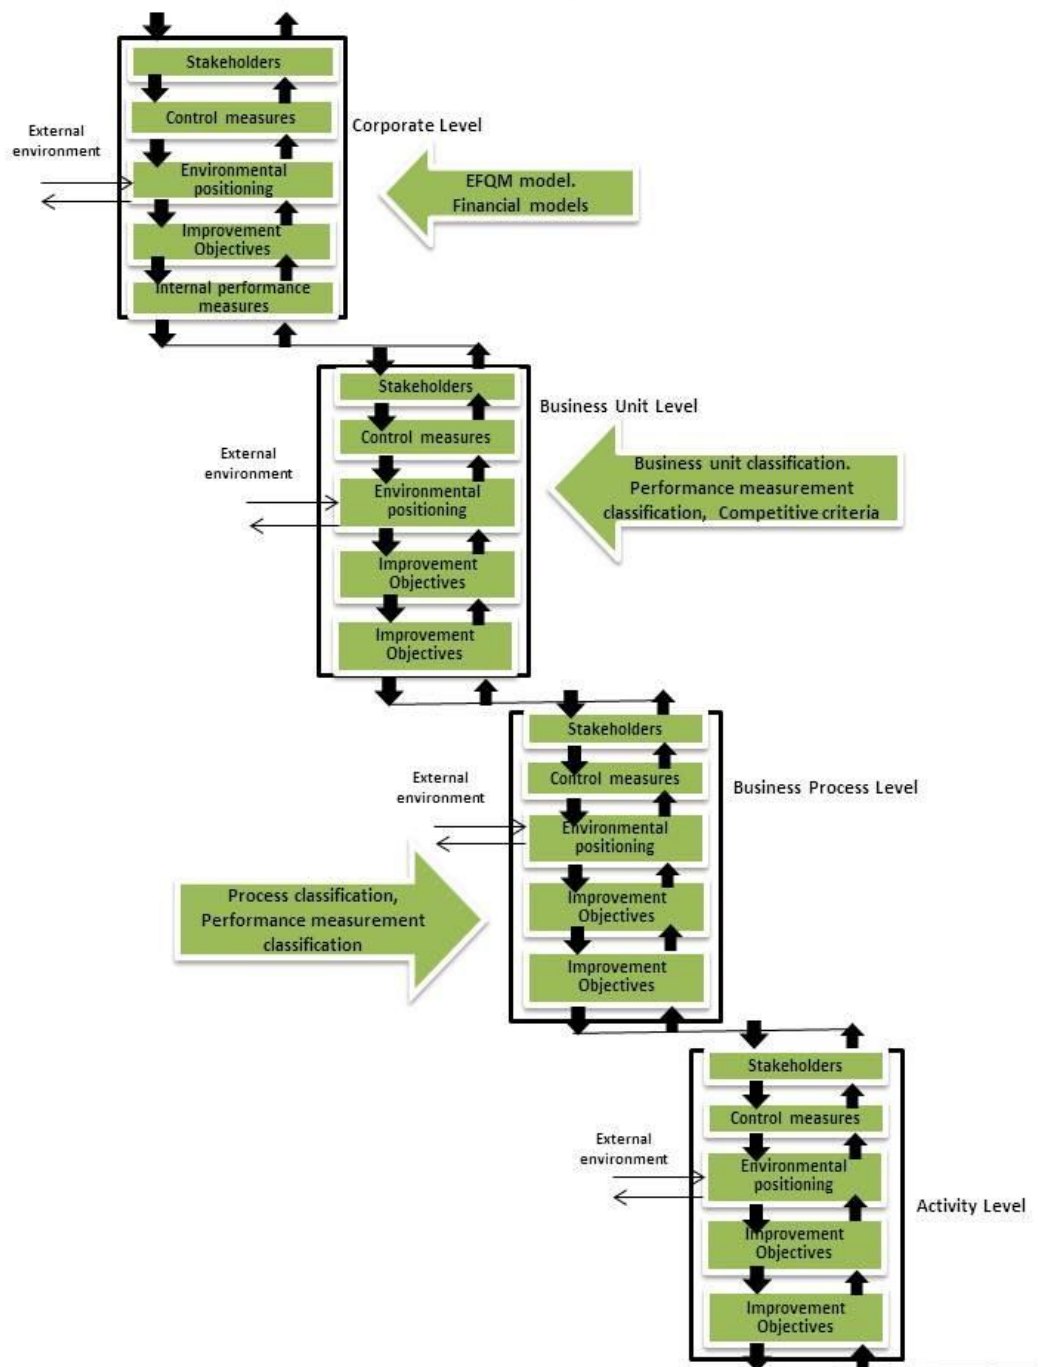 Stakeholders
Control measures
Corporate Level
External
environment
Environmental
positioning
EFQM model.
Financial models
Improvement
Objectives
Internal performance
measures
Stakeholders
Business Unit Level
Control measures
External
environment
Environmental
positioning
Business unit classification.
Performance measurement
classification, Competitive criteria
Improvement
Objectives
Improvement
Objectives
Stakeholders
Control measures
Business Process Level
External
environment
Environmental
positioning
Process classification,
Performance measurement
classification
Improvement
Objectives
Improvement
Objectives
Stakeholders
Control measures
External
environment
Environmental
positioning
Activity Level
Improvement
Objectives
Improvement
Objectives